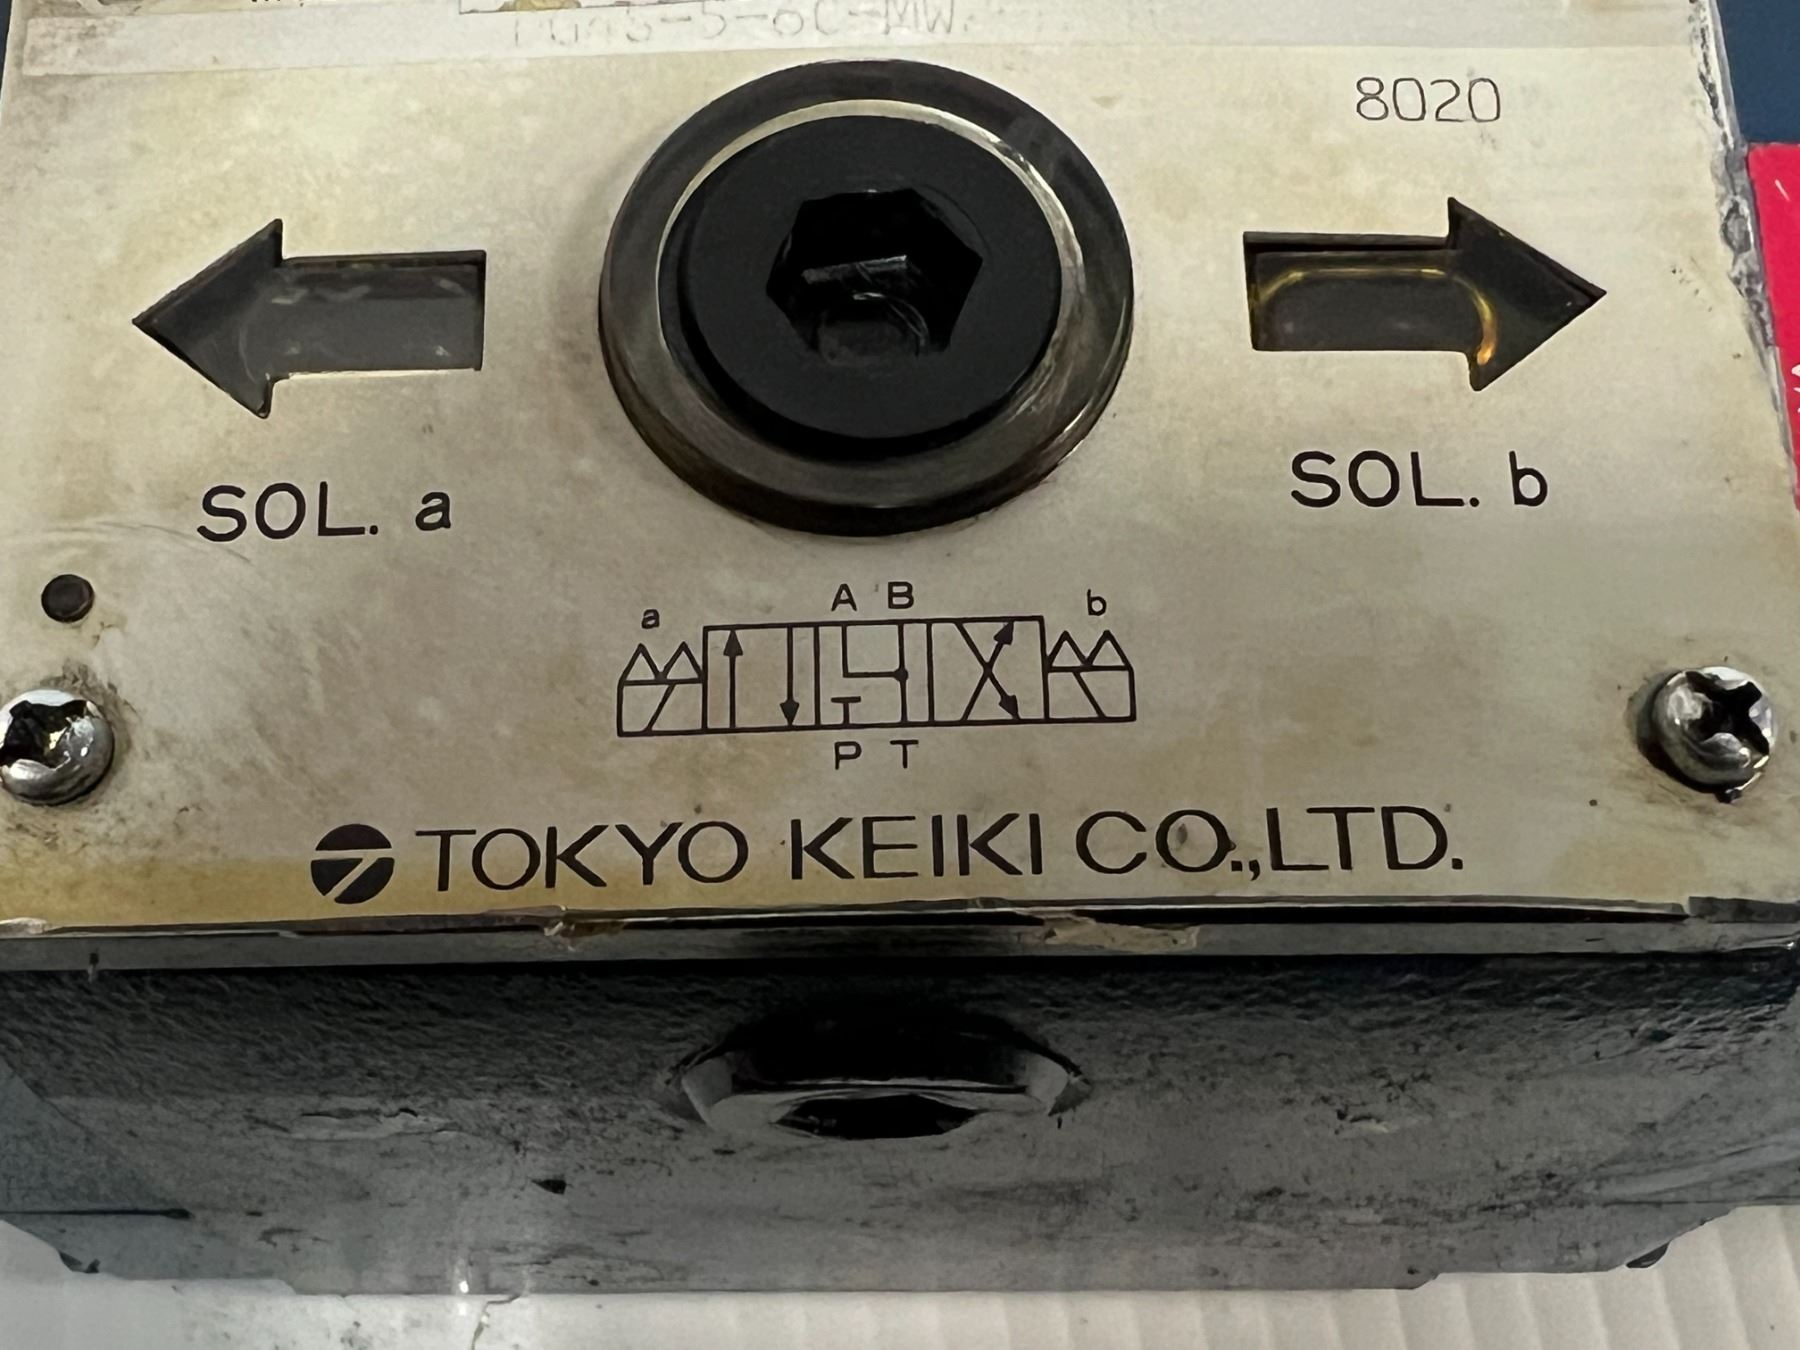 8020
SOL. a
SOL. b
a A B b
P T
TOKYO KEIKI CO.,LTD.